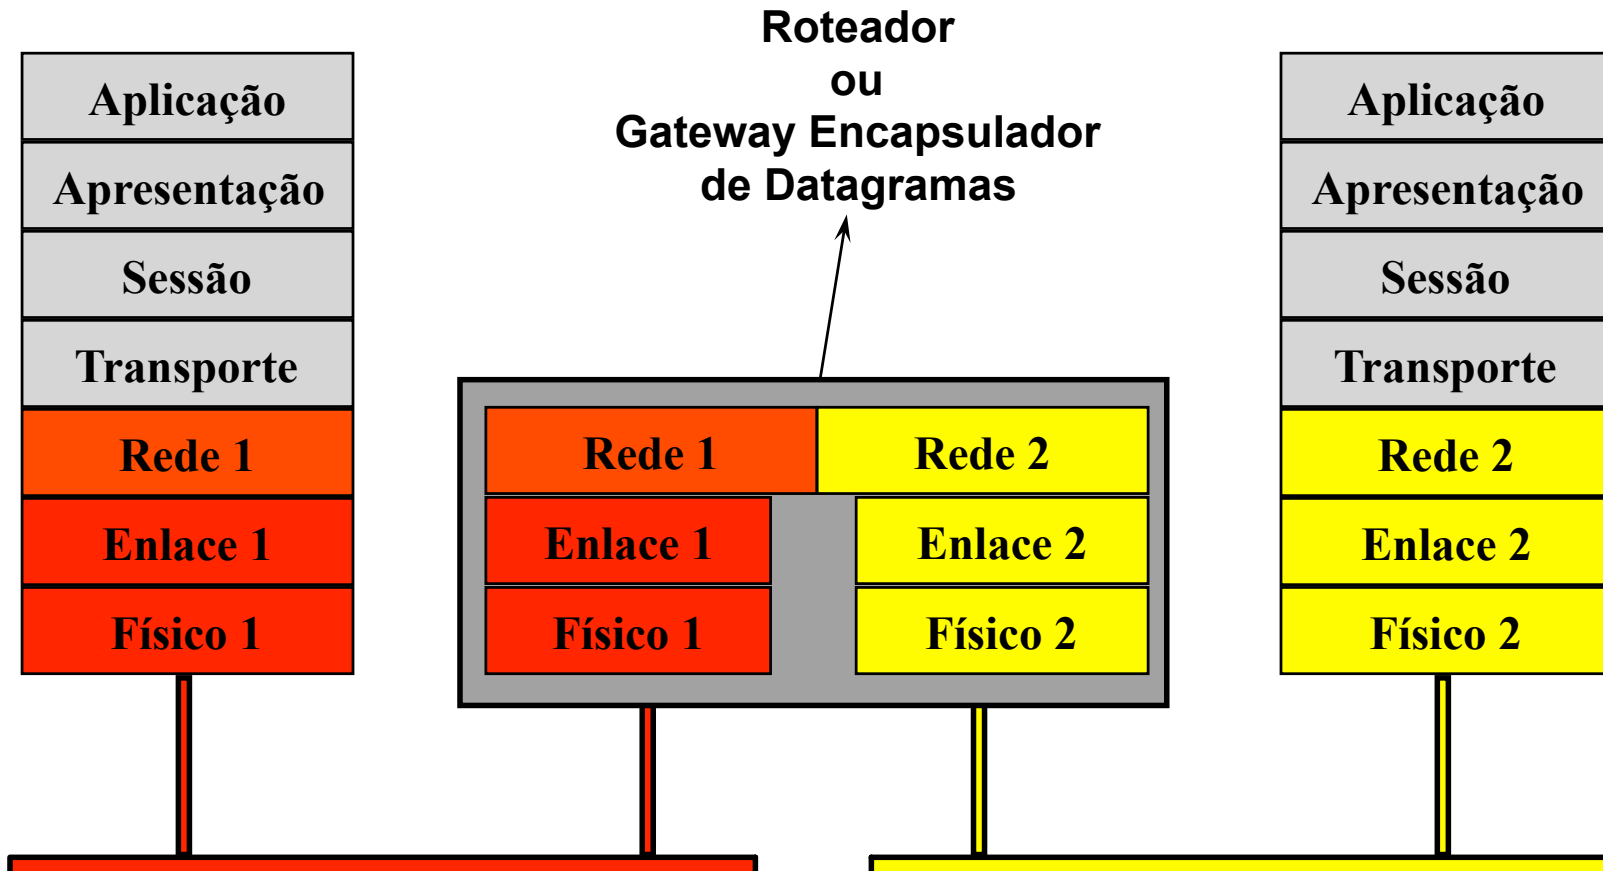 Roteador
ou
Gateway Encapsulador
de Datagramas
Aplicação
Apresentação
Sessão
Transporte
Rede 1
Enlace 1
Físico 1
Rede 1
Rede 2
Enlace 1
Enlace 2
Físico 1
Físico 2
Aplicação
Apresentação
Sessão
Transporte
Rede 2
Enlace 2
Físico 2